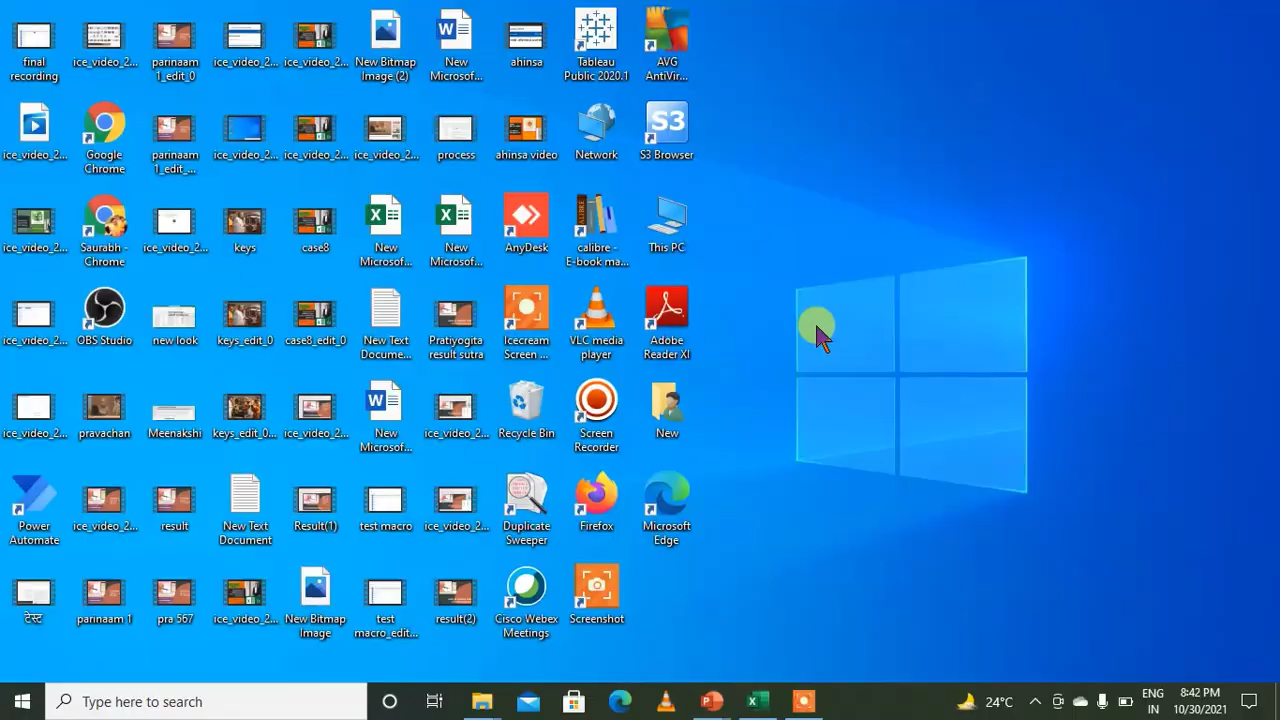 final
recording
ice_video_2...
parinaam
1_edit_0
ice_video_2...
ice_video_2...
New Bitmap
Image (2)
New
Microsof...
ahinsa
Tableau
Public 2020.1
AVG
AntiVir...
ice_video_2...
Google
Chrome
parinaam
1_edit_...
ice_video_2...
ice_video_2...
ice_video_2...
process
ahinsa video
Network
S3
S3 Browser
ice_video_2...
Saurabh -
Chrome
ice_video_2...
keys
case8
New
Microsof...
New
Microsof...
AnyDesk
calibre -
E-book ma...
This PC
ice_video_2...
OBS Studio
new look
keys_edit_0
case8_edit_0
New Text
Docume...
Pratiyogita
result sutra
Icecream
Screen ...
VLC media
player
Adobe
Reader XI
ice_video_2...
pravachan
Meenakshi
keys_edit_0...
ice_video_2...
New
Microsof...
ice_video_2...
Recycle Bin
Screen
Recorder
New
Power
Automate
ice_video_2...
result
New Text
Document
Result(1)
test macro
ice_video_2...
Duplicate
Sweeper
Firefox
Microsoft
Edge
टेस्ट
parinaam 1
pra 567
ice_video_2...
New Bitmap
Image
test
macro_edit...
result(2)
Cisco Webex
Meetings
Screenshot
Type here to search
24°C
ENG
IN
8:42 PM
10/30/2021